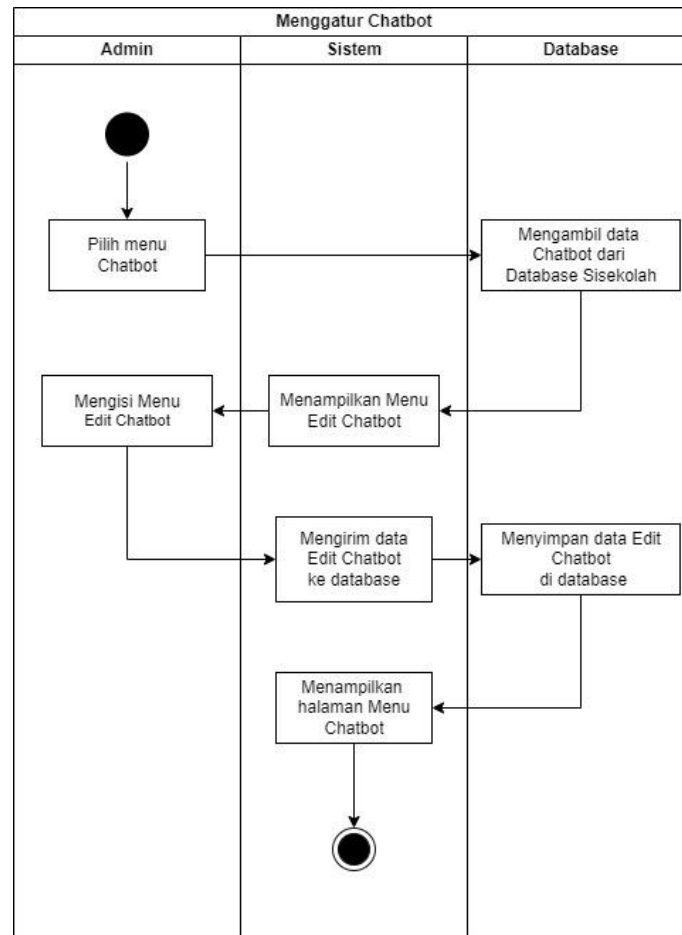 Menggatur Chatbot
Admin
Sistem
Database
Pilih menu
Chatbot
Mengambil data
Chatbot dari
Database Sisekolah
Mengisi Menu
Edit Chatbot
Menampilkan Menu
Edit Chatbot
Mengirim data
Edit Chatbot
ke database
Menyimpan data Edit
Chatbot
di database
Menampilkan
halaman Menu
Chatbot